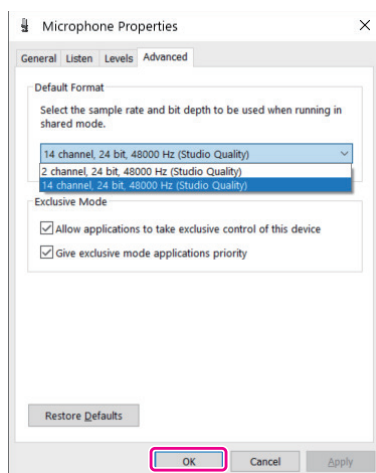 Microphone Properties
General Listen Levels Advanced
Default Format
Select the sample rate and bit depth to be used when running in
shared mode.
14 channel, 24 bit, 48000 Hz (Studio Quality)
2 channel, 24 bit, 48000 Hz (Studio Quality)
14 channel, 24 bit, 48000 Hz (Studio Quality)
Exclusive Mode
Allow applications to take exclusive control of this device
Give exclusive mode applications priority
Restore Defaults
OK Cancel Apply